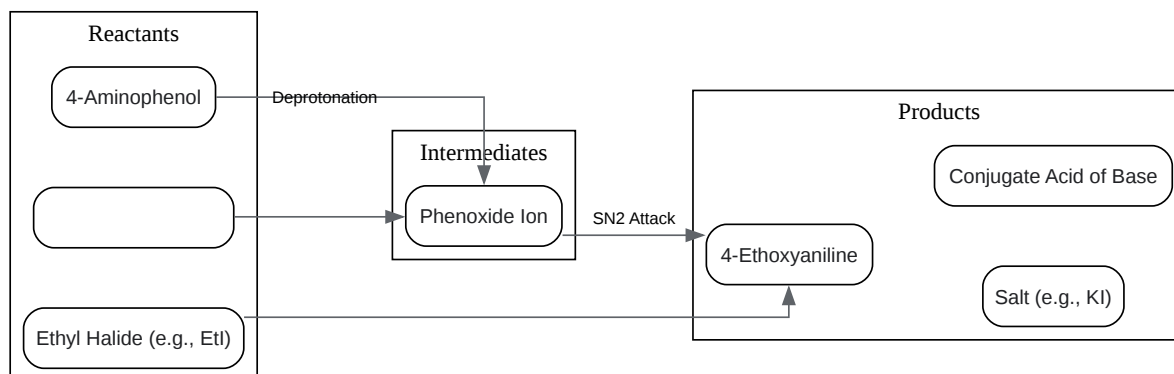 Reactants
4-Aminophenol
Deprotonation
Ethyl Halide (e.g., EtI)
Intermediates
Phenoxide Ion
SN2 Attack
Products
Conjugate Acid of Base
4-Ethoxyaniline
Salt (e.g., KI)